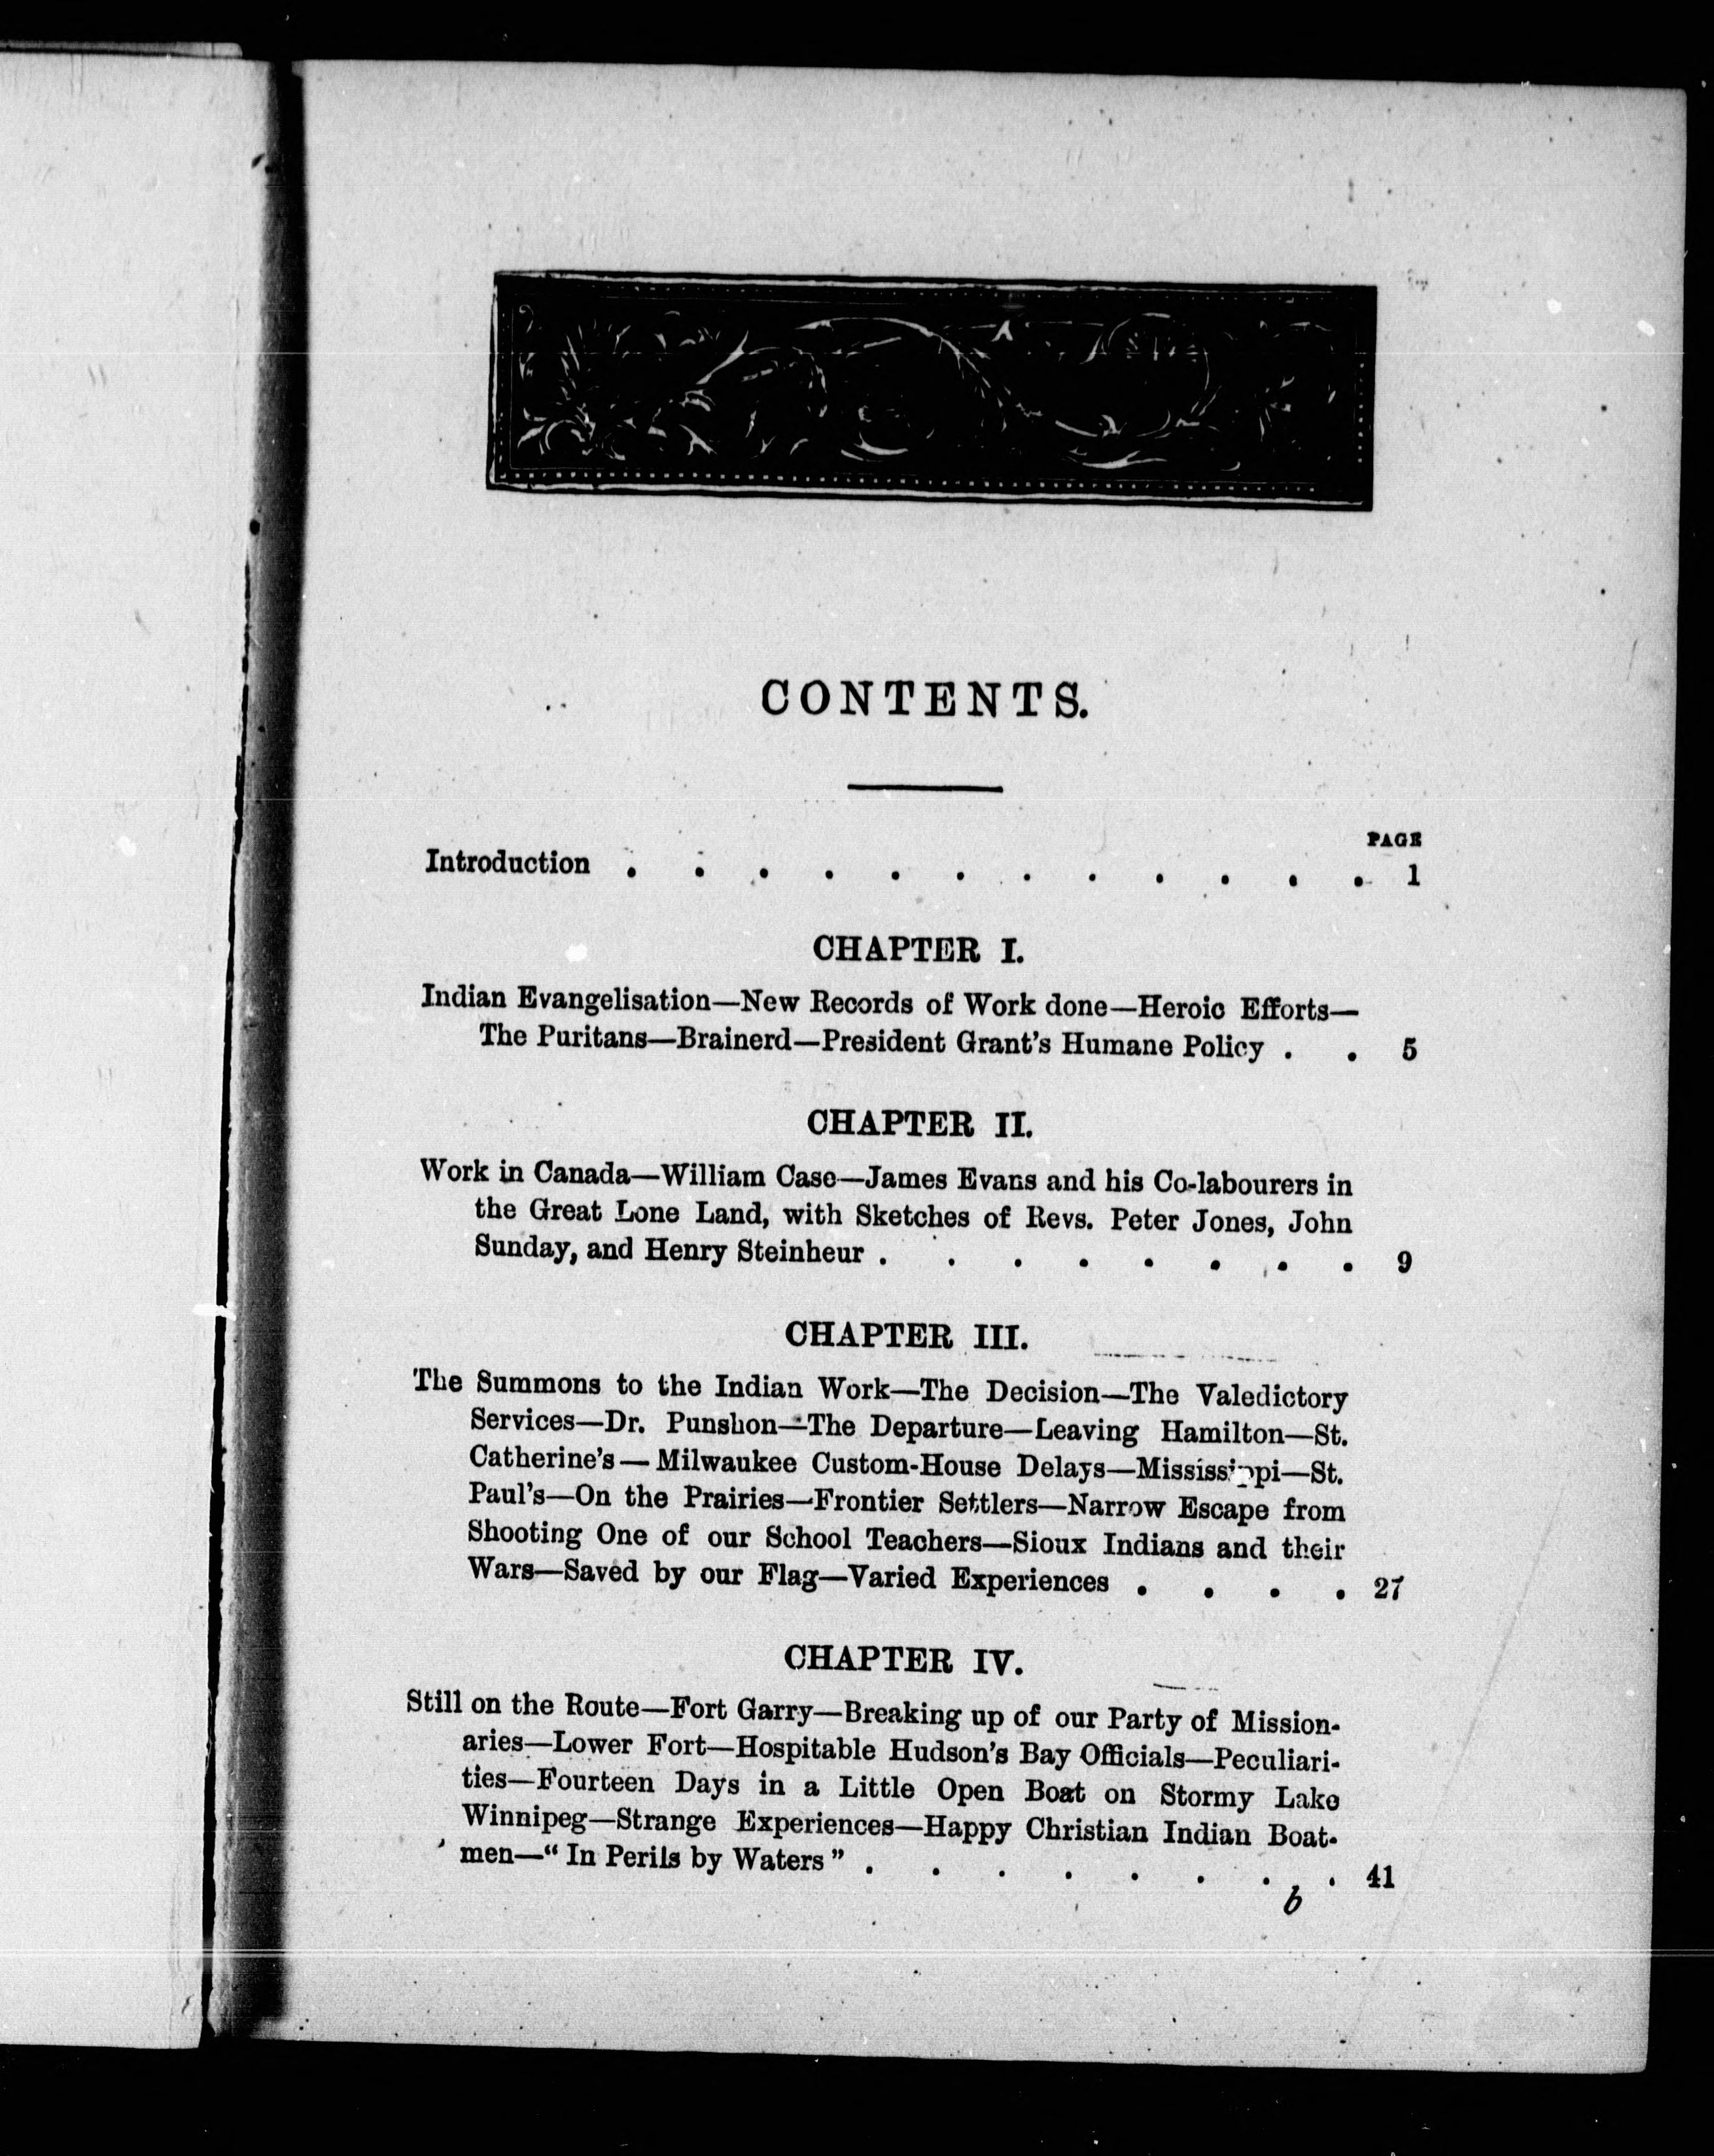 CONTENTS.
PAGE
Introduction . . . . . . . . . . . . 1
CHAPTER I.
Indian Evangelisation—New Records of Work done—Heroic Efforts—
The Puritans—Brainerd—President Grant's Humane Policy . . 5
CHAPTER II.
Work in Canada—William Case—James Evans and his Co-labourers in
the Great Lone Land, with Sketches of Revs. Peter Jones, John
Sunday, and Henry Steinheur . . . . . . . . 9
CHAPTER III.
The Summons to the Indian Work—The Decision—The Valedictory
Services—Dr. Punshon—The Departure—Leaving Hamilton—St.
Catherine's—Milwaukee Custom-House Delays—Mississippi—St.
Paul's—On the Prairies—Frontier Settlers—Narrow Escape from
Shooting One of our School Teachers—Sioux Indians and their
Wars—Saved by our Flag—Varied Experiences . . . . 27
CHAPTER IV.
Still on the Route—Fort Garry—Breaking up of our Party of Mission-
aries—Lower Fort—Hospitable Hudson's Bay Officials—Peculiari-
ties—Fourteen Days in a Little Open Boat on Stormy Lake
Winnipeg—Strange Experiences—Happy Christian Indian Boat-
men—“In Perils by Waters” . . . . . . . . 41
b